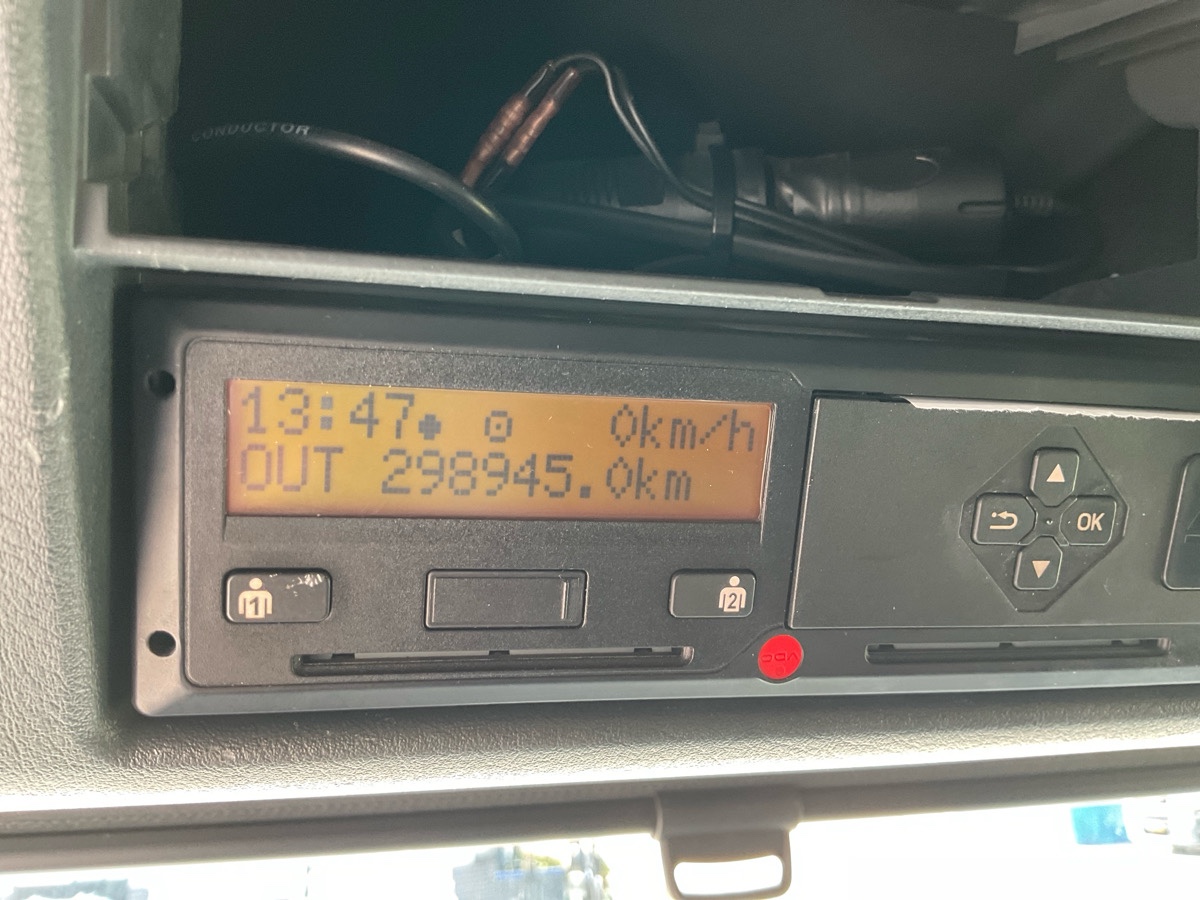 CONDUCTOR
13:47 0km/h
OUT 298945.0km
1
2
OK
VDO